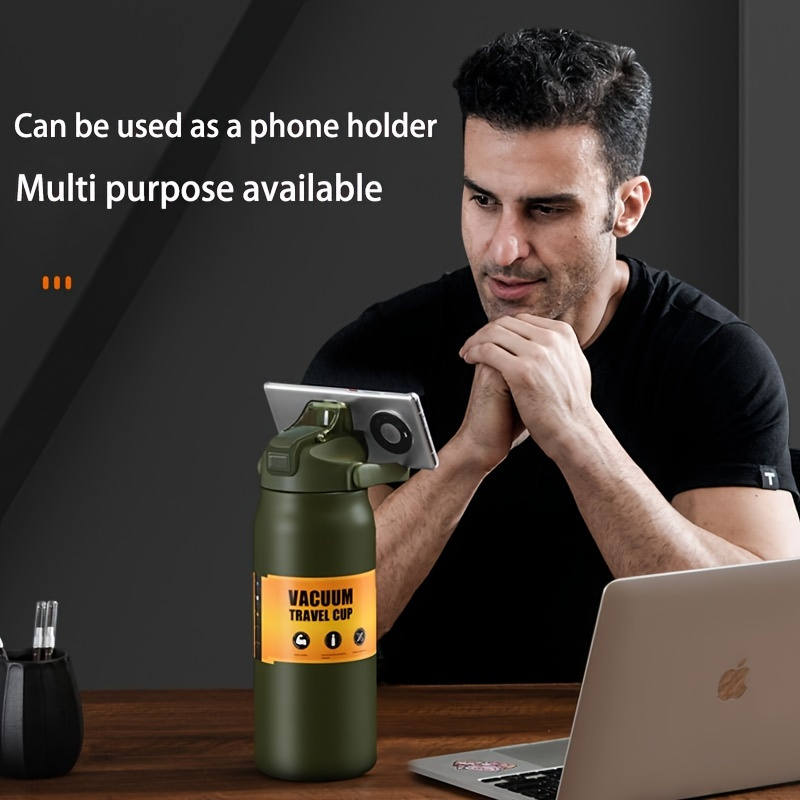 Can be used as a phone holder
Multi purpose available
VACUUM
TRAVEL CUP
T